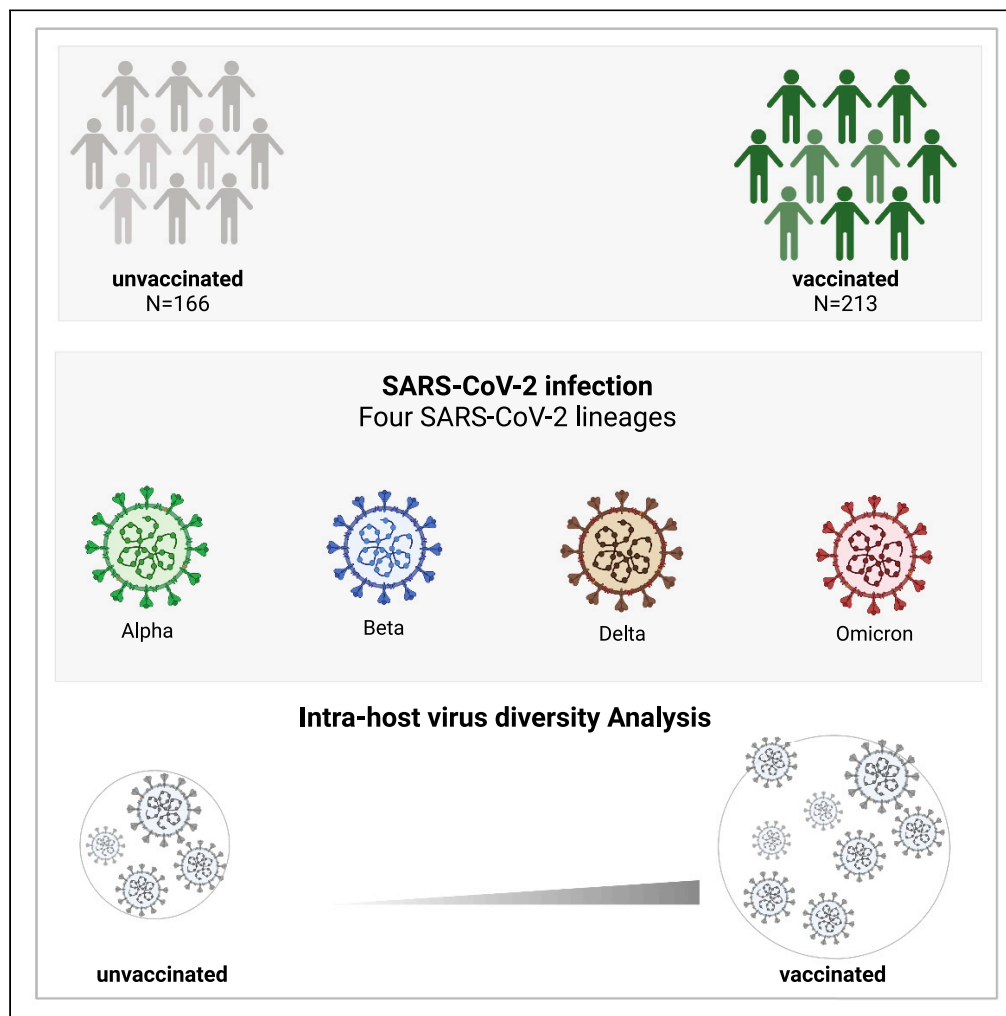 unvaccinated
N=166
vaccinated
N=213
SARS-CoV-2 infection
Four SARS-CoV-2 lineages
Alpha
Beta
Delta
Omicron
Intra-host virus diversity Analysis
unvaccinated
vaccinated